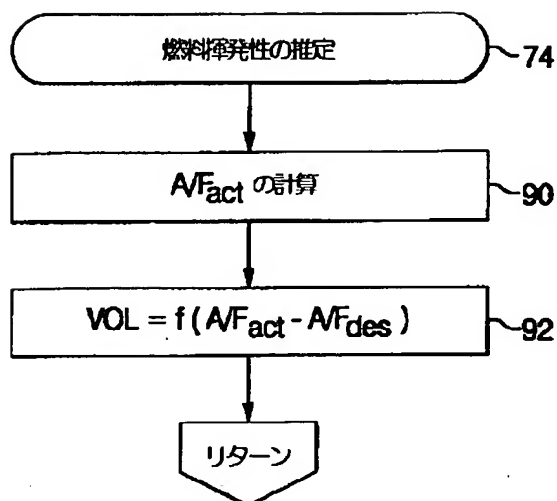 燃料揮発性の推定
74
A/Fact の計算
90
VOL = f ( A/Fact - A/Fdes )
92
リターン